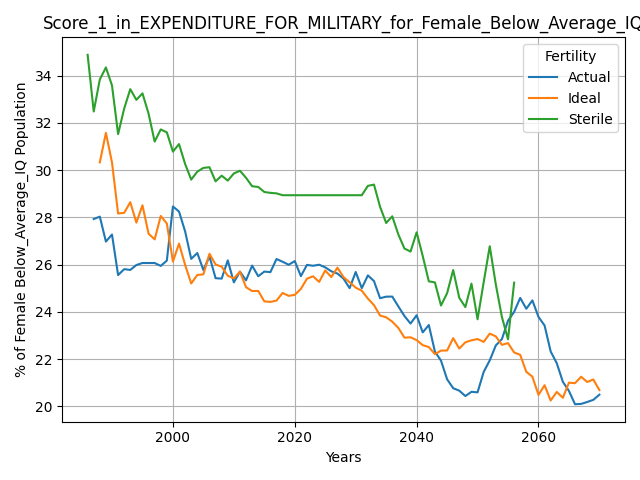 Score_1_in_EXPENDITURE_FOR_MILITARY_for_Female_Below_Average_IQ
% of Female Below_Average_IQ Population
34
32
30
28
26
24
22
20
2000
2020
2040
2060
Years
Fertility
Actual
Ideal
Sterile